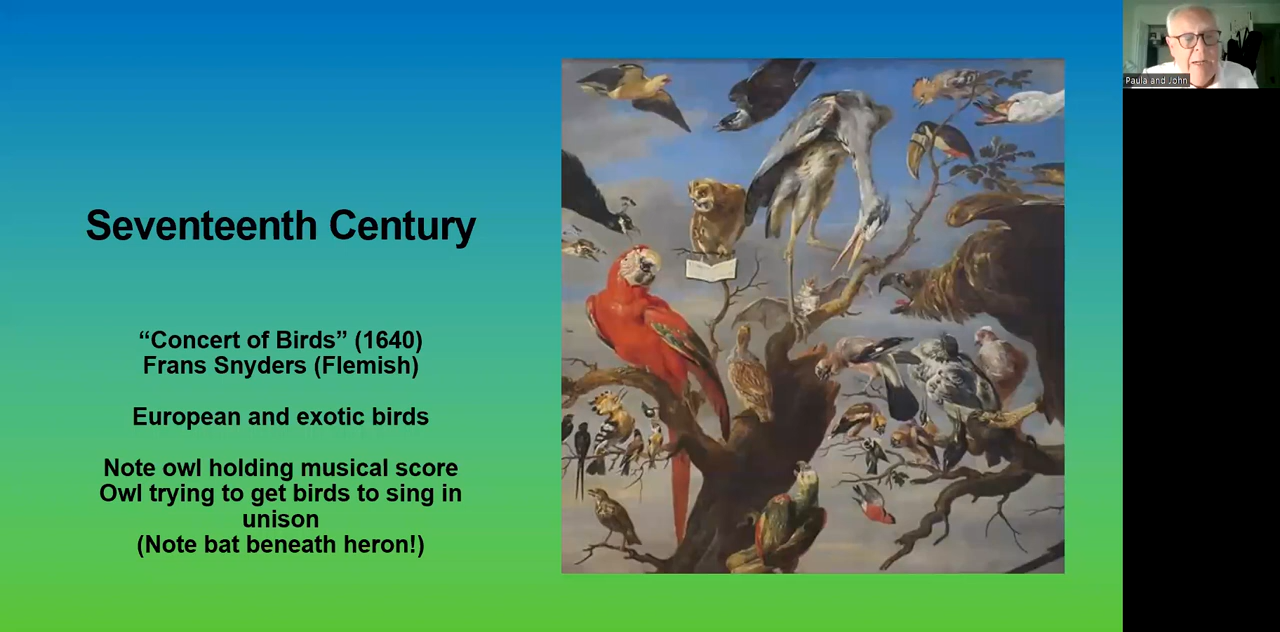 Seventeenth Century
“Concert of Birds” (1640)
Frans Snyders (Flemish)
European and exotic birds
Note owl holding musical score
Owl trying to get birds to sing in
unison
(Note bat beneath heron!)
Paula and John